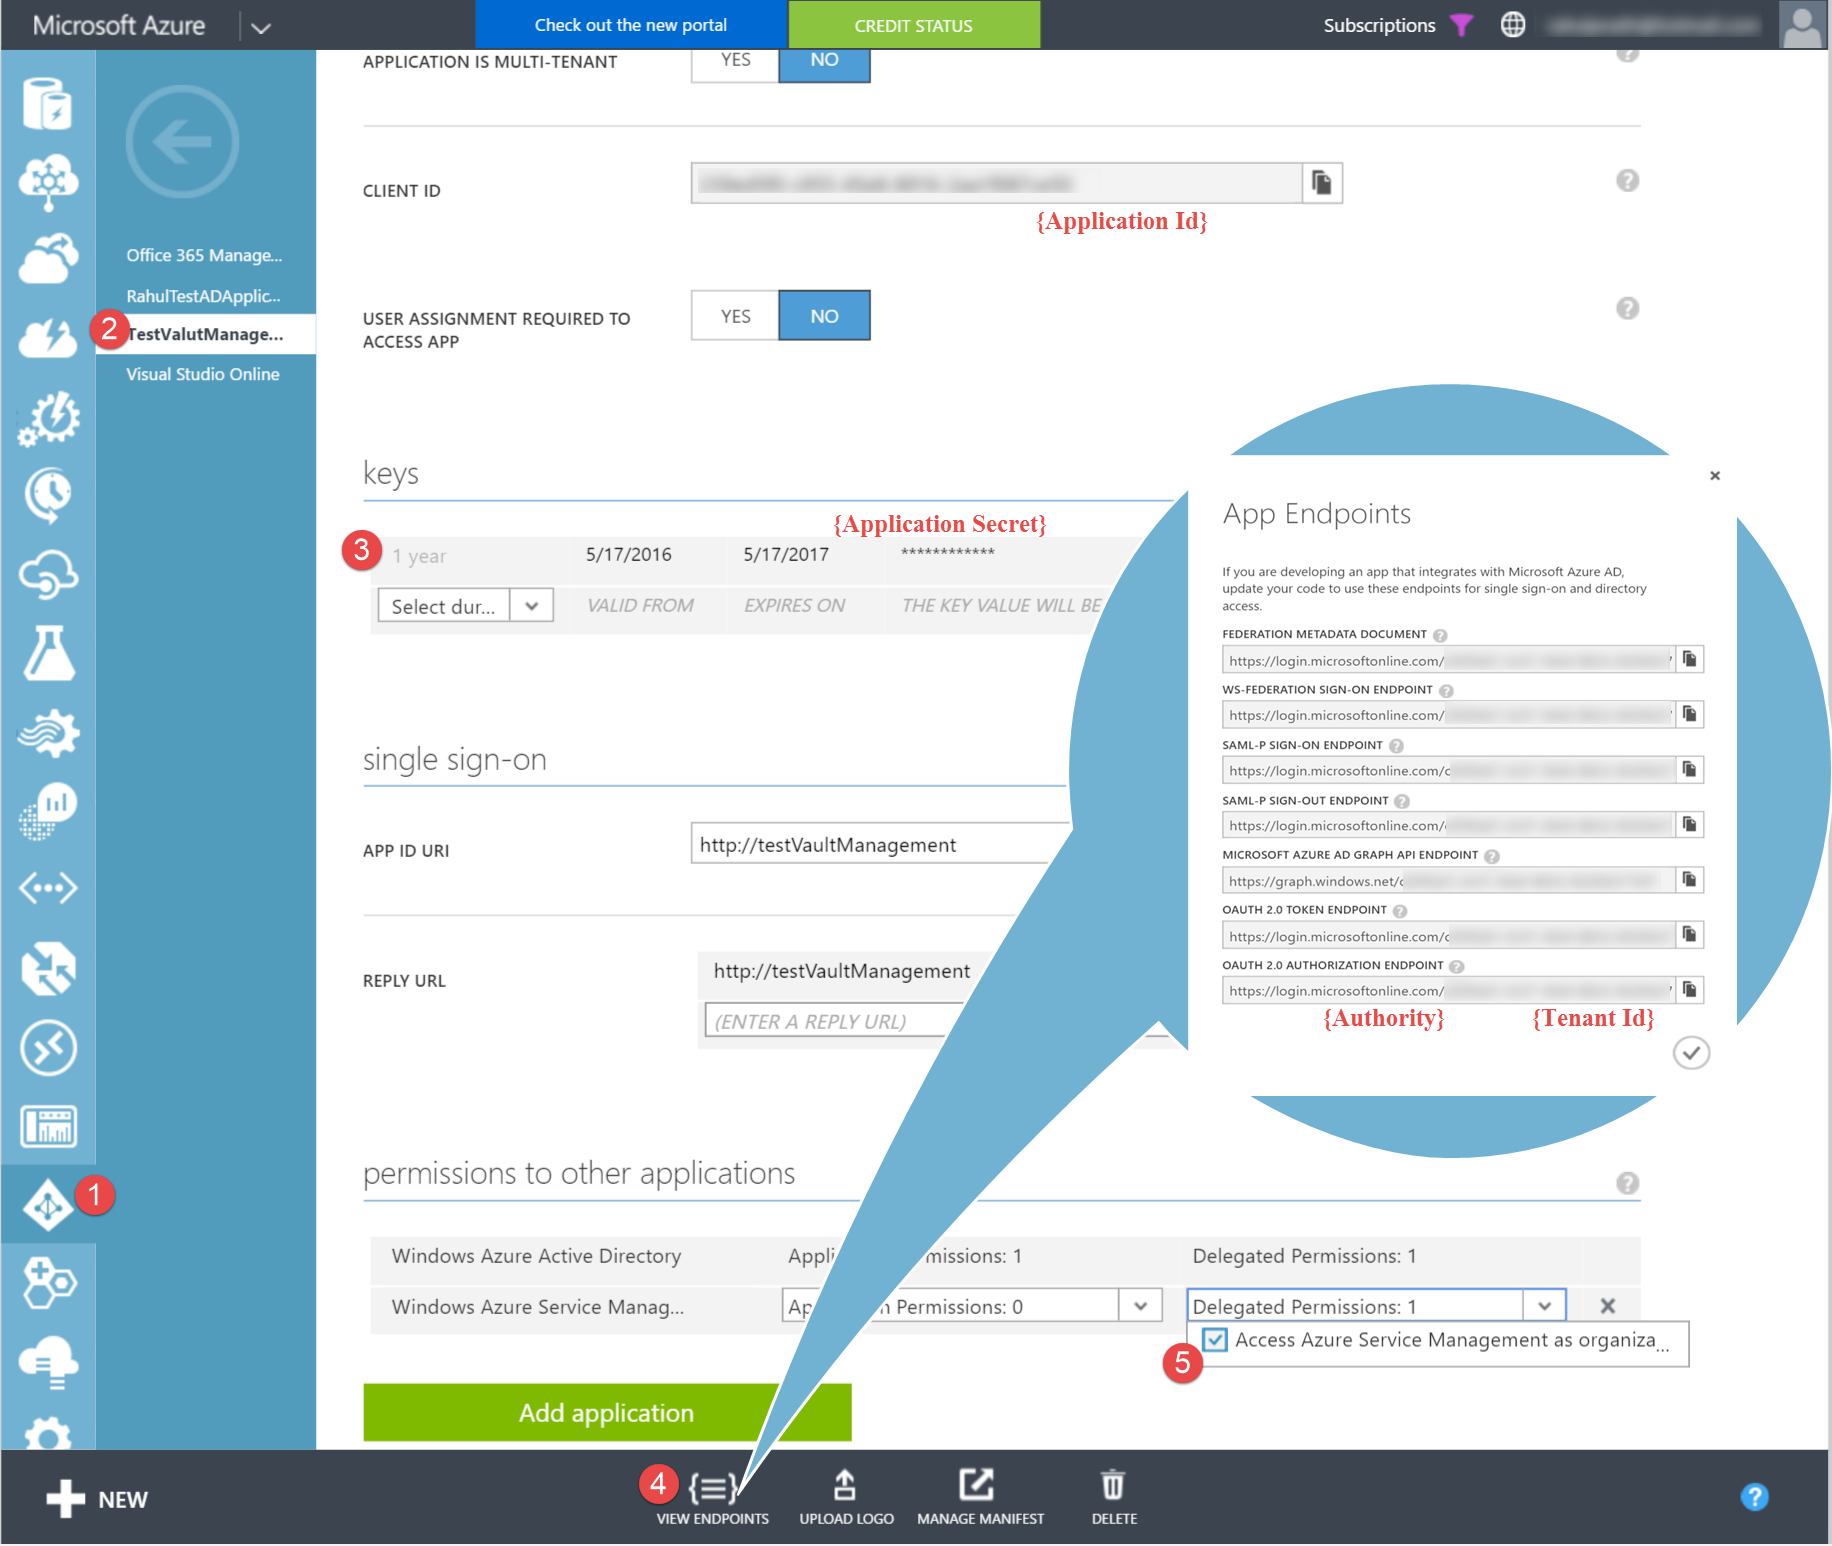 Microsoft Azure
Check out the new portal
CREDIT STATUS
Subscriptions
APPLICATION IS MULTI-TENANT
YES
NO
CLIENT ID
{Application Id}
Office 365 Manage...
RahulTestADApplic...
2
TestValutManage...
Visual Studio Online
USER ASSIGNMENT REQUIRED TO
ACCESS APP
YES
NO
keys
{Application Secret}
3
1 year
5/17/2016
5/17/2017
************
Select dur...
VALID FROM
EXPIRES ON
THE KEY VALUE WILL BE
single sign-on
APP ID URI
http://testVaultManagement
REPLY URL
http://testVaultManagement
(ENTER A REPLY URL)
App Endpoints
If you are developing an app that integrates with Microsoft Azure AD,
update your code to use these endpoints for single sign-on and directory
access.
FEDERATION METADATA DOCUMENT
https://login.microsoftonline.com/
WS-FEDERATION SIGN-ON ENDPOINT
https://login.microsoftonline.com/
SAML-P SIGN-ON ENDPOINT
https://login.microsoftonline.com/c
SAML-P SIGN-OUT ENDPOINT
https://login.microsoftonline.com/
MICROSOFT AZURE AD GRAPH API ENDPOINT
https://graph.windows.net/c
OAUTH 2.0 TOKEN ENDPOINT
https://login.microsoftonline.com/c
OAUTH 2.0 AUTHORIZATION ENDPOINT
https://login.microsoftonline.com/
{Authority}
{Tenant Id}
1
permissions to other applications
Windows Azure Active Directory
Appli missions: 1
Delegated Permissions: 1
Windows Azure Service Manag...
Ap n Permissions: 0
Delegated Permissions: 1
Access Azure Service Management as organiza...
5
Add application
NEW
4
VIEW ENDPOINTS
UPLOAD LOGO
MANAGE MANIFEST
DELETE